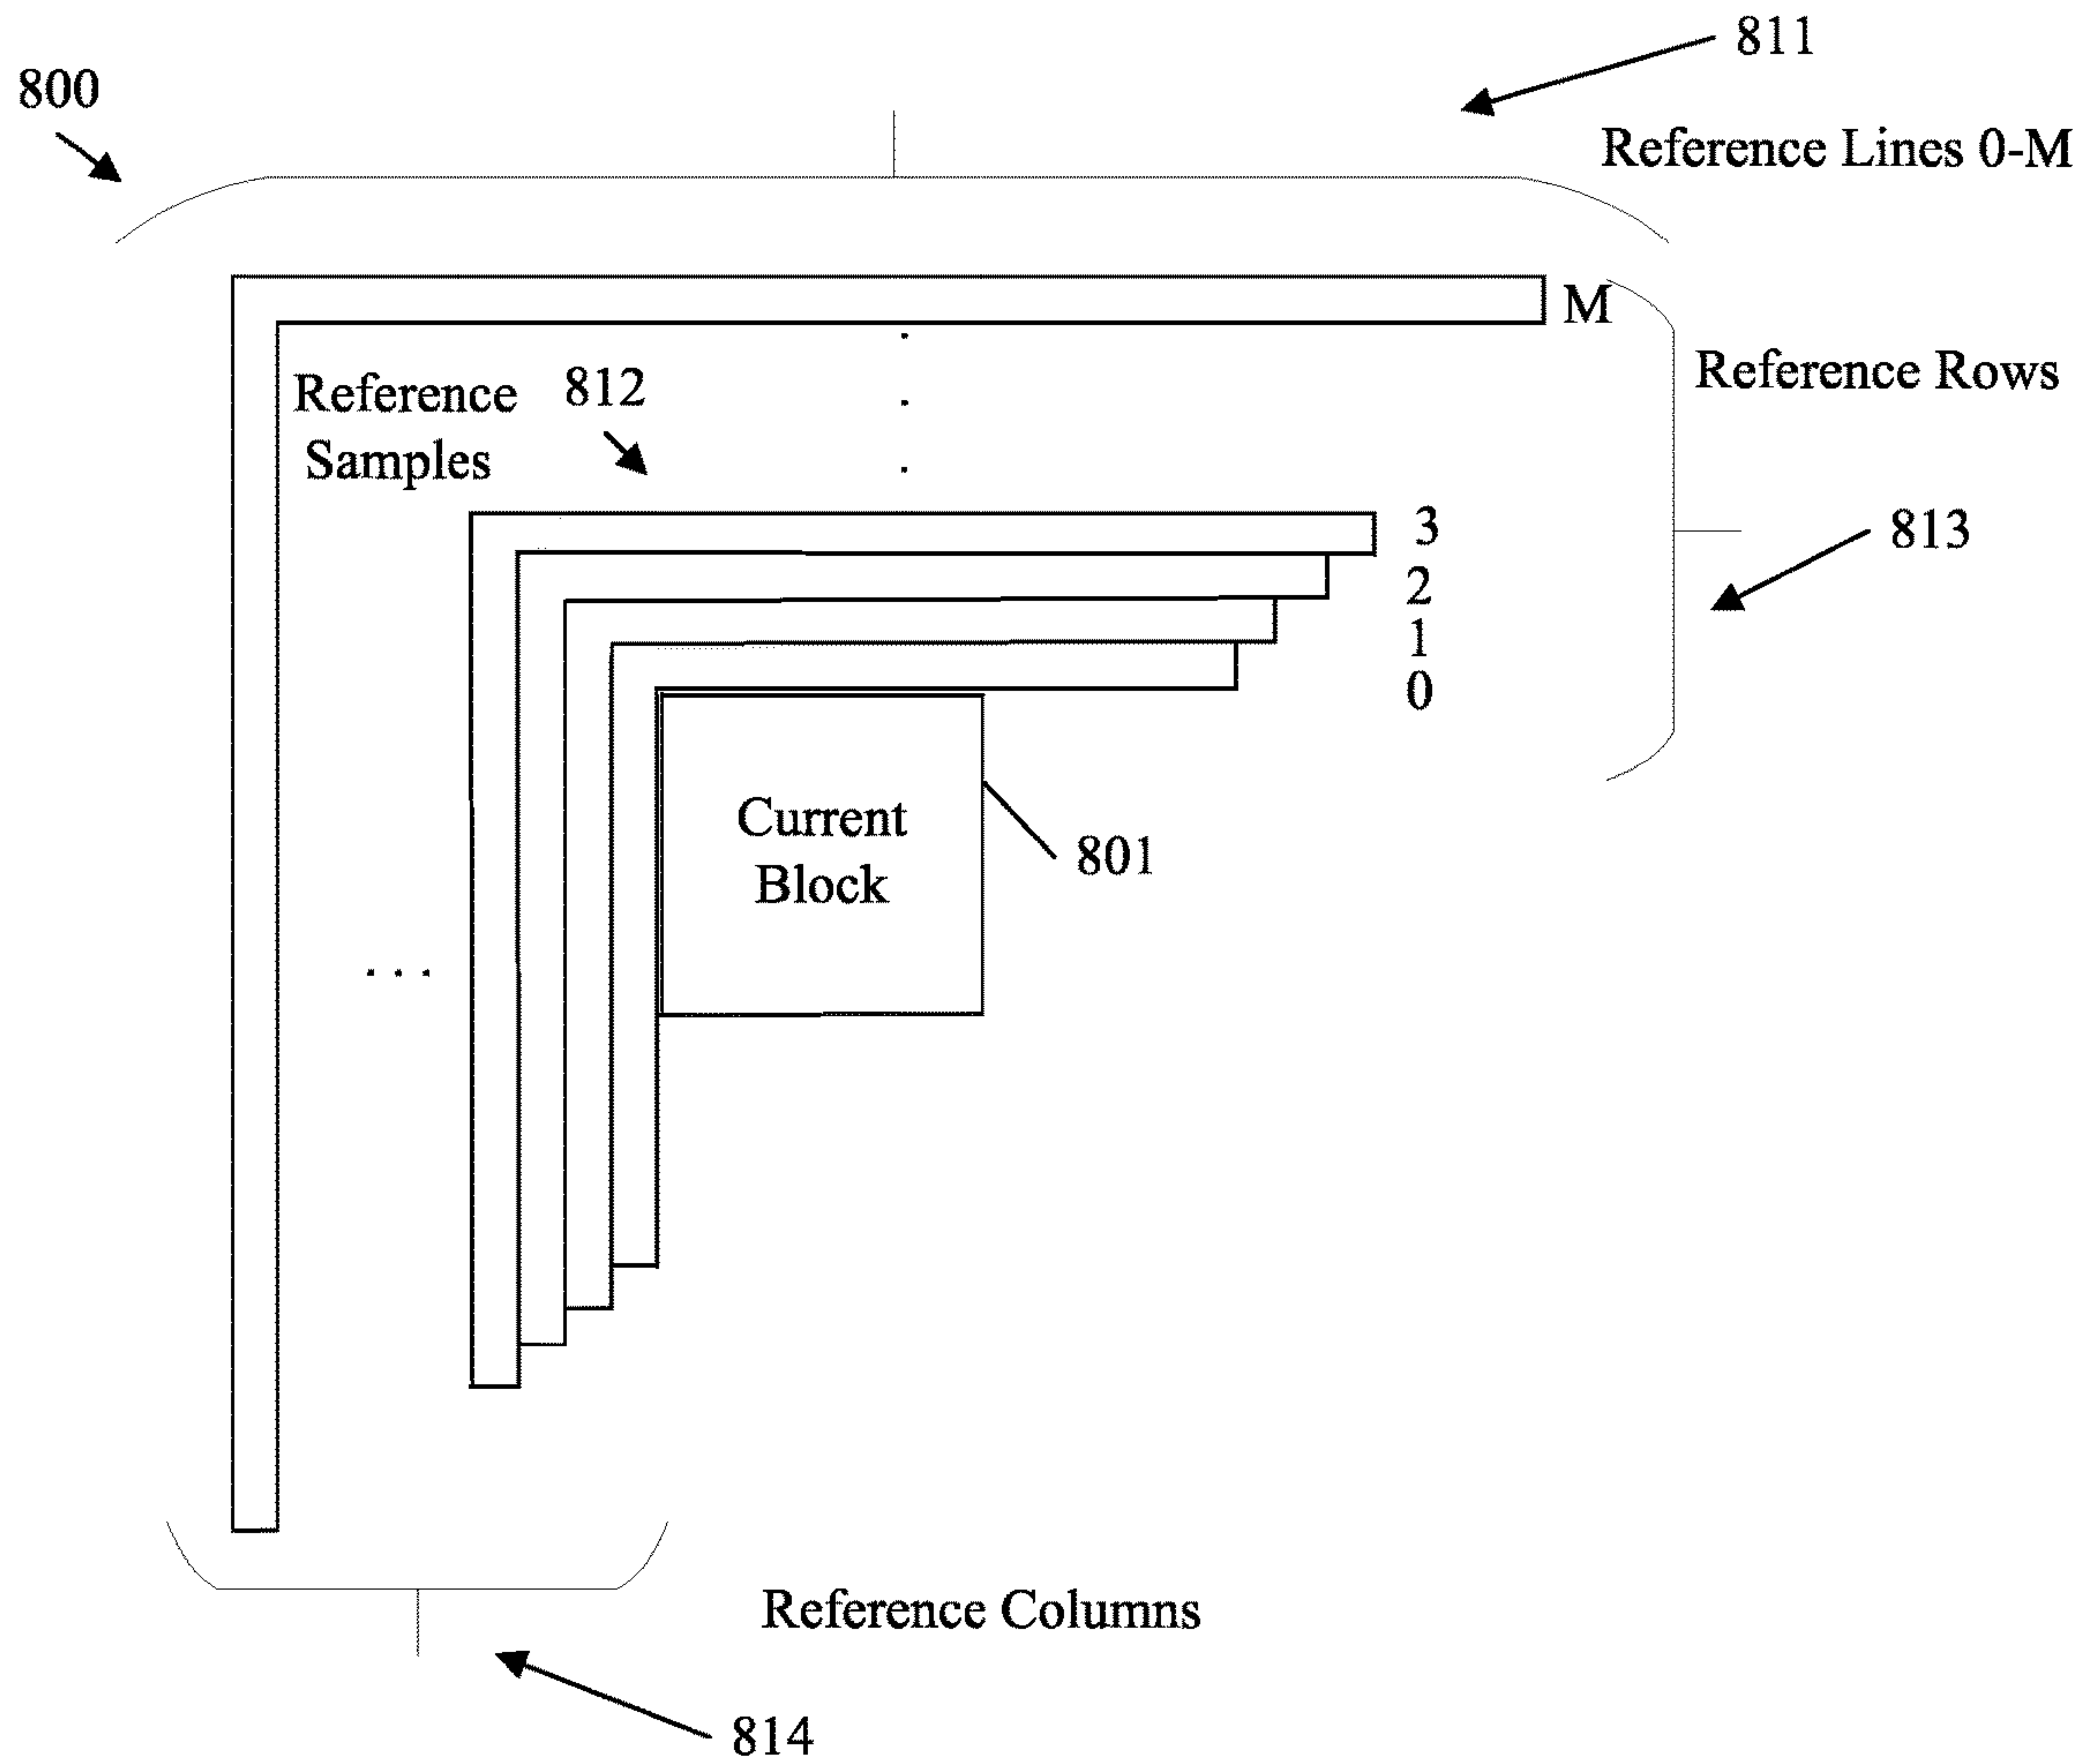 811
800
Reference Lines 0-M
M
Reference Rows
Reference
Samples
812
3
813
2
1
0
Current
Block
801
...
Reference Columns
814